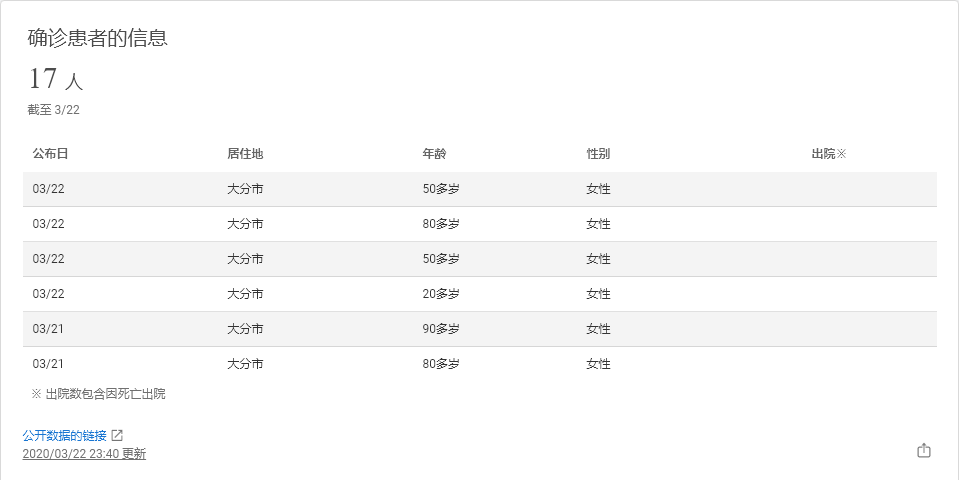 确诊患者的信息
17 人
截至 3/22
公布日 居住地 年龄 性别 出院※
03/22 大分市 50多岁 女性
03/22 大分市 80多岁 女性
03/22 大分市 50多岁 女性
03/22 大分市 20多岁 女性
03/21 大分市 90多岁 女性
03/21 大分市 80多岁 女性
※ 出院数包含因死亡出院
公开数据的链接
2020/03/22 23:40 更新